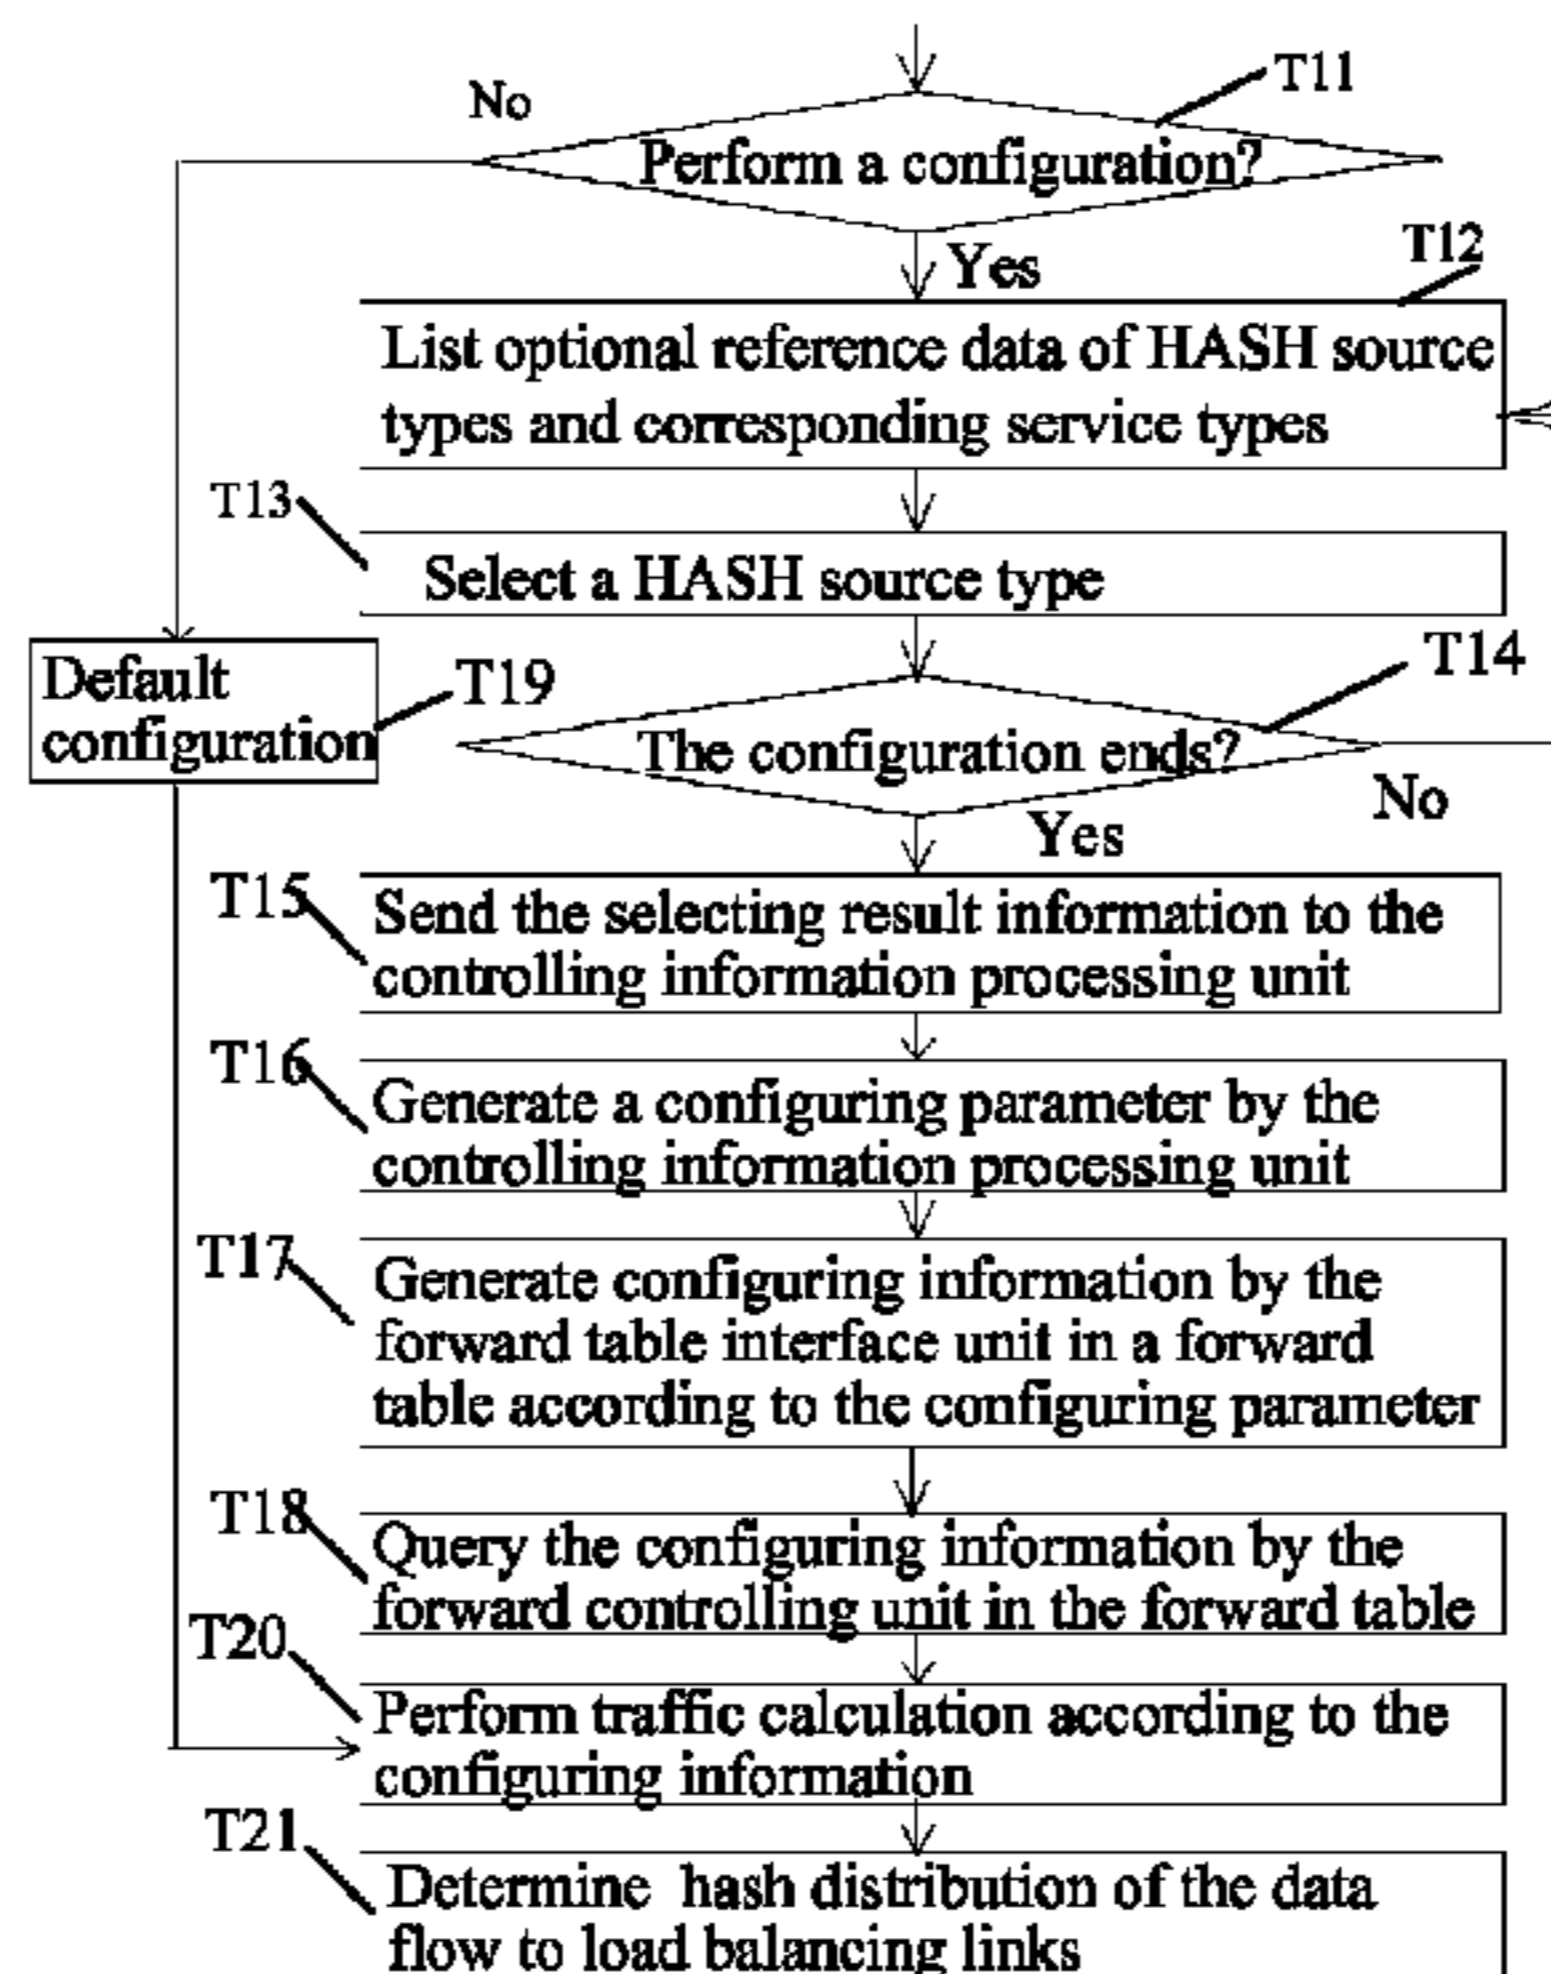 No
T11
Perform a configuration?
Yes
T12
List optional reference data of HASH source
types and corresponding service types
T13
Select a HASH source type
T14
Default
configuration
T19
The configuration ends?
No
Yes
T15
Send the selecting result information to the
controlling information processing unit
T16
Generate a configuring parameter by the
controlling information processing unit
T17
Generate configuring information by the
forward table interface unit in a forward
table according to the configuring parameter
T18
Query the configuring information by the
forward controlling unit in the forward table
T20
Perform traffic calculation according to the
configuring information
T21
Determine hash distribution of the data
flow to load balancing links